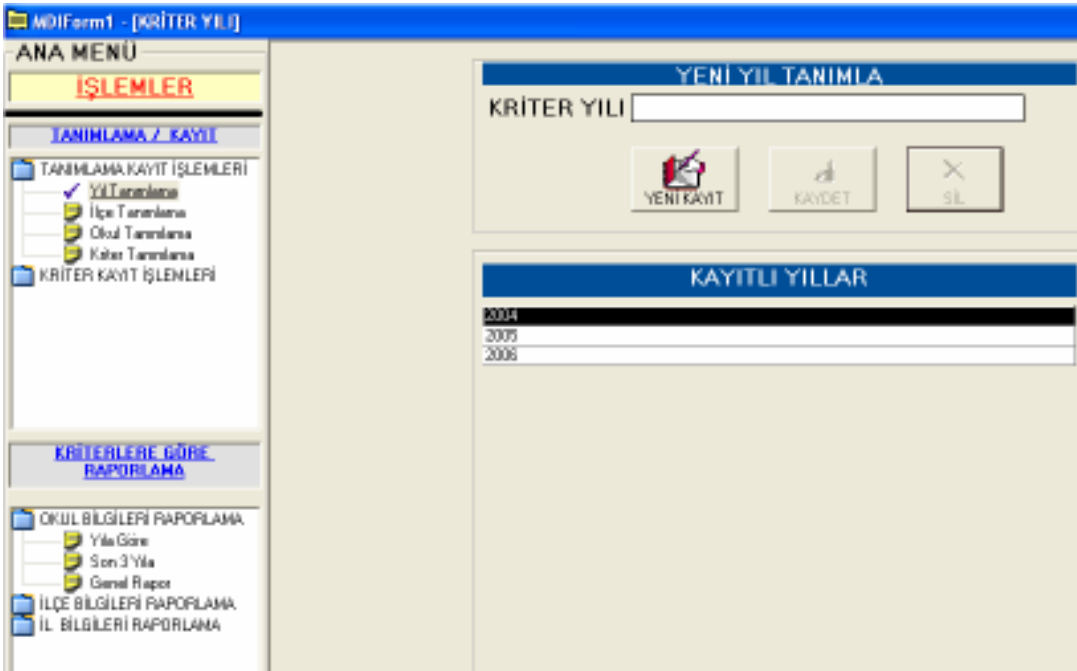 MDIForm1 - [KRİTER YILI]
ANA MENÜ
İŞLEMLER
TANIMLAMA / KAYIT
TANIMLAMA KAYIT İŞLEMLERİ
Yıl Tanımlama
İlçe Tanımlama
Okul Tanımlama
Kriter Tanımlama
KRİTER KAYIT İŞLEMLERİ
KRİTERLERE GÖRE
RAPORLAMA
OKUL BİLGİLERİ RAPORLAMA
Yıla Göre
Son 3 Yıla
Genel Rapor
İLÇE BİLGİLERİ RAPORLAMA
İL BİLGİLERİ RAPORLAMA
YENİ YIL TANIMLA
KRİTER YILI
YENİ KAYIT
KAYDET
SİL
KAYITLI YILLAR
2004
2005
2006